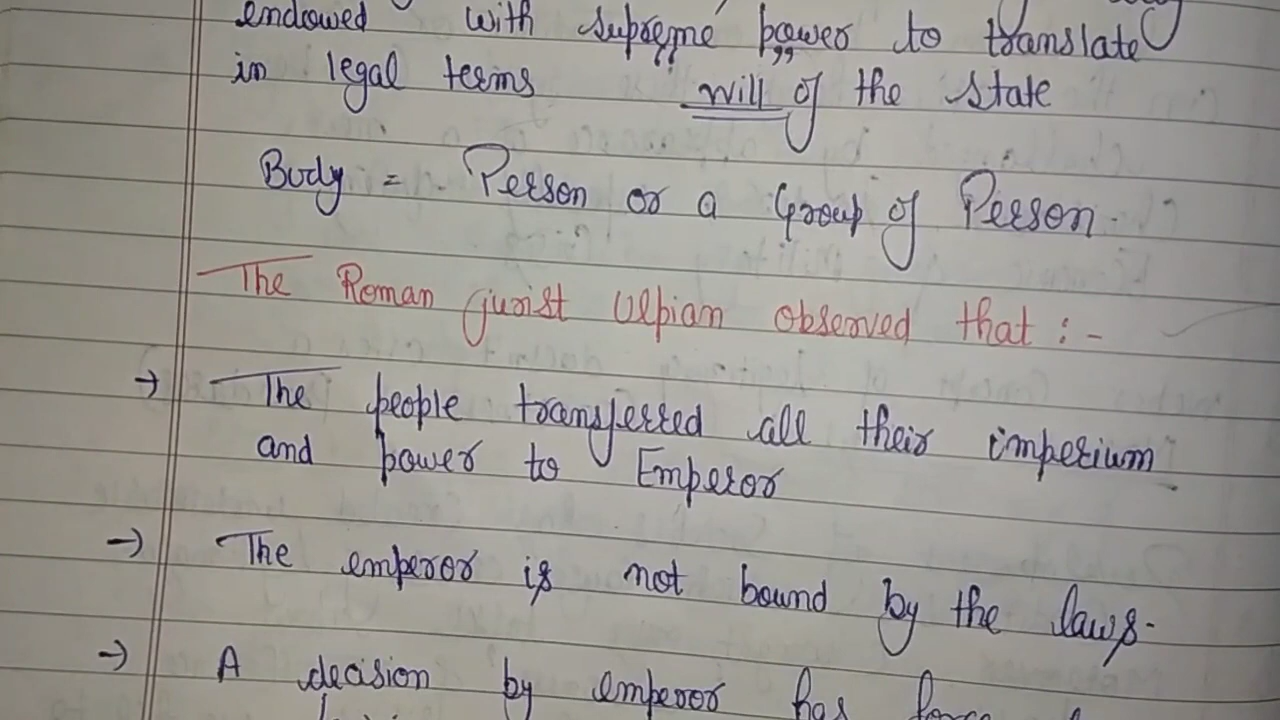 endowed with supreme power to translate
in legal terms "will" of the state
Body = Person or a Group of Person.
The Roman jurist Ulpian observed that :-
→ The people transferred all their imperium
and power to Emperor
→ The emperor is not bound by the laws.
→ A decision by emperor has force